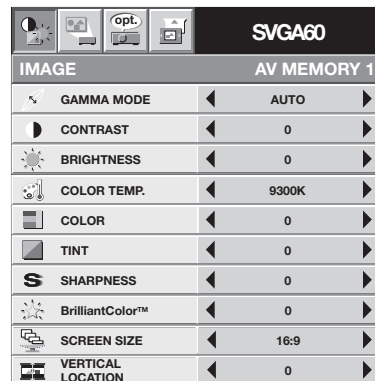 opt.
SVGA60
IMAGE AV MEMORY 1
GAMMA MODE AUTO
CONTRAST 0
BRIGHTNESS 0
COLOR TEMP. 9300K
COLOR 0
TINT 0
S SHARPNESS 0
BrilliantColor™ 0
SCREEN SIZE 16:9
VERTICAL
LOCATION 0